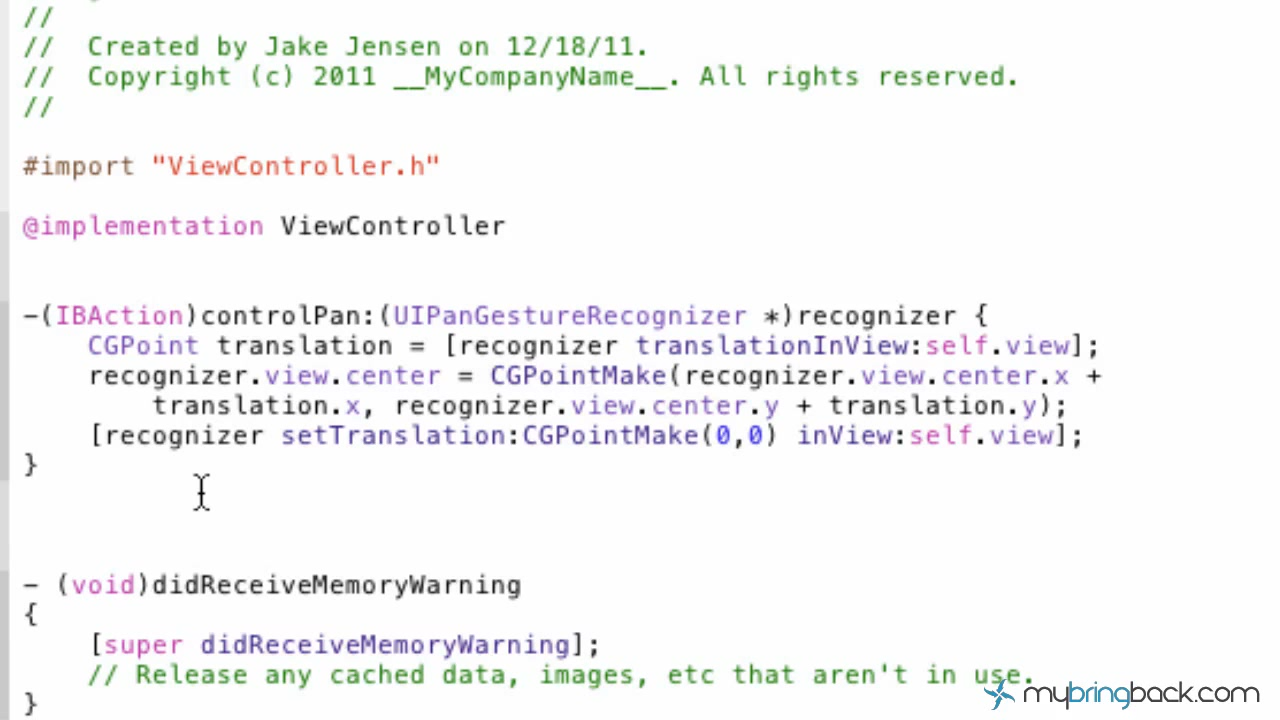 //
//  Created by Jake Jensen on 12/18/11.
//  Copyright (c) 2011 __MyCompanyName__. All rights reserved.
//
#import "ViewController.h"
@implementation ViewController
-(IBAction)controlPan:(UIPanGestureRecognizer *)recognizer {
    CGPoint translation = [recognizer translationInView:self.view];
    recognizer.view.center = CGPointMake(recognizer.view.center.x +
        translation.x, recognizer.view.center.y + translation.y);
    [recognizer setTranslation:CGPointMake(0,0) inView:self.view];
}
- (void)didReceiveMemoryWarning
{
    [super didReceiveMemoryWarning];
    // Release any cached data, images, etc that aren't in use.
}
mybringback.com